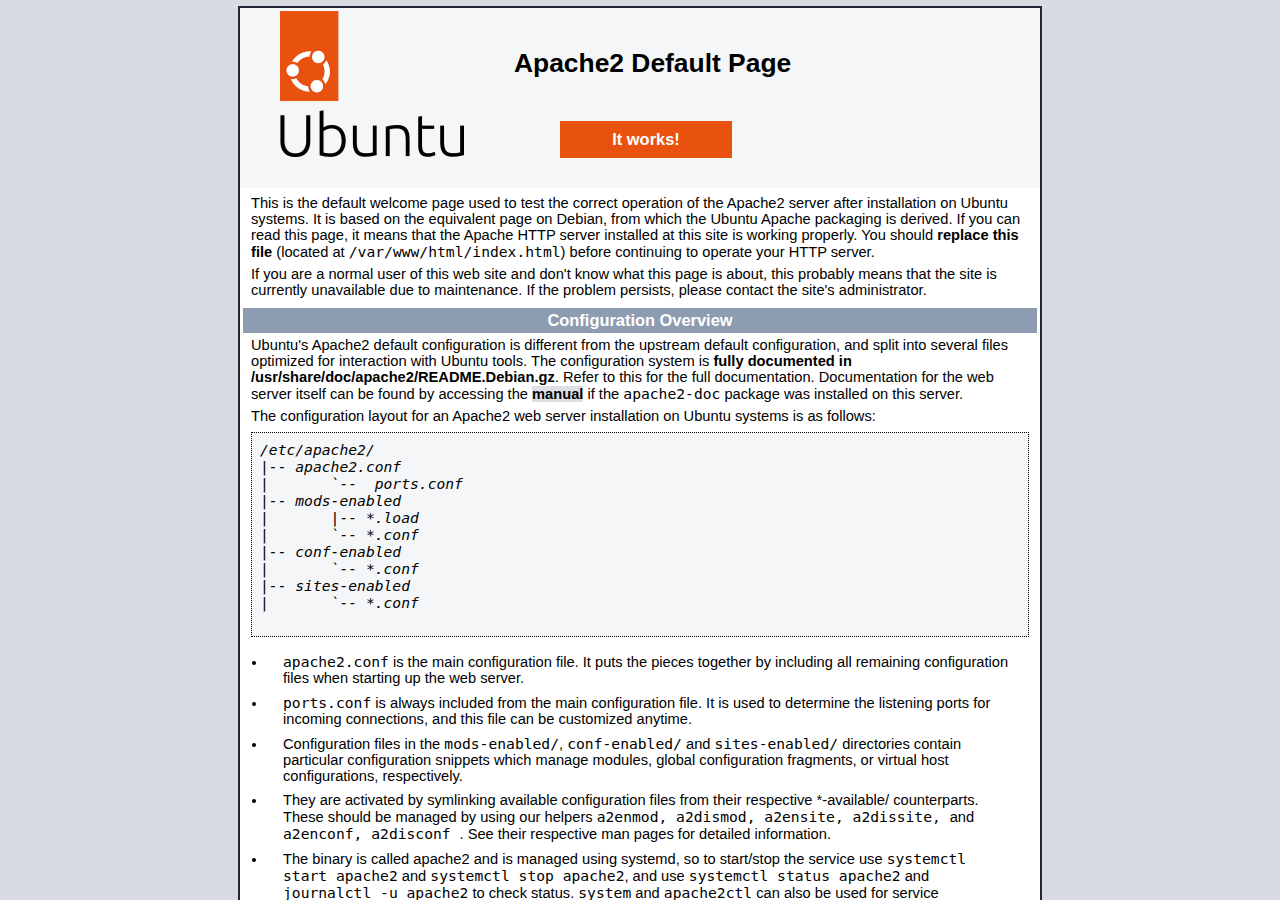 Apache2 Default Page
Ubuntu
It works!
This is the default welcome page used to test the correct operation of the Apache2 server after installation on Ubuntu
systems. It is based on the equivalent page on Debian, from which the Ubuntu Apache packaging is derived. If you can
read this page, it means that the Apache HTTP server installed at this site is working properly. You should replace this
file (located at /var/www/html/index.html) before continuing to operate your HTTP server.
If you are a normal user of this web site and don't know what this page is about, this probably means that the site is
currently unavailable due to maintenance. If the problem persists, please contact the site's administrator.
Configuration Overview
Ubuntu's Apache2 default configuration is different from the upstream default configuration, and split into several files
optimized for interaction with Ubuntu tools. The configuration system is fully documented in
/usr/share/doc/apache2/README.Debian.gz. Refer to this for the full documentation. Documentation for the web
server itself can be found by accessing the manual if the apache2-doc package was installed on this server.
The configuration layout for an Apache2 web server installation on Ubuntu systems is as follows:
/etc/apache2/
|-- apache2.conf
|       `--  ports.conf
|-- mods-enabled
|       |-- *.load
|       `-- *.conf
|-- conf-enabled
|       `-- *.conf
|-- sites-enabled
|       `-- *.conf
• apache2.conf is the main configuration file. It puts the pieces together by including all remaining configuration
files when starting up the web server.
• ports.conf is always included from the main configuration file. It is used to determine the listening ports for
incoming connections, and this file can be customized anytime.
• Configuration files in the mods-enabled/, conf-enabled/ and sites-enabled/ directories contain
particular configuration snippets which manage modules, global configuration fragments, or virtual host
configurations, respectively.
• They are activated by symlinking available configuration files from their respective *-available/ counterparts.
These should be managed by using our helpers a2enmod, a2dismod, a2ensite, a2dissite, and
a2enconf, a2disconf . See their respective man pages for detailed information.
• The binary is called apache2 and is managed using systemd, so to start/stop the service use systemctl
start apache2 and systemctl stop apache2, and use systemctl status apache2 and
journalctl -u apache2 to check status. system and apache2ctl can also be used for service